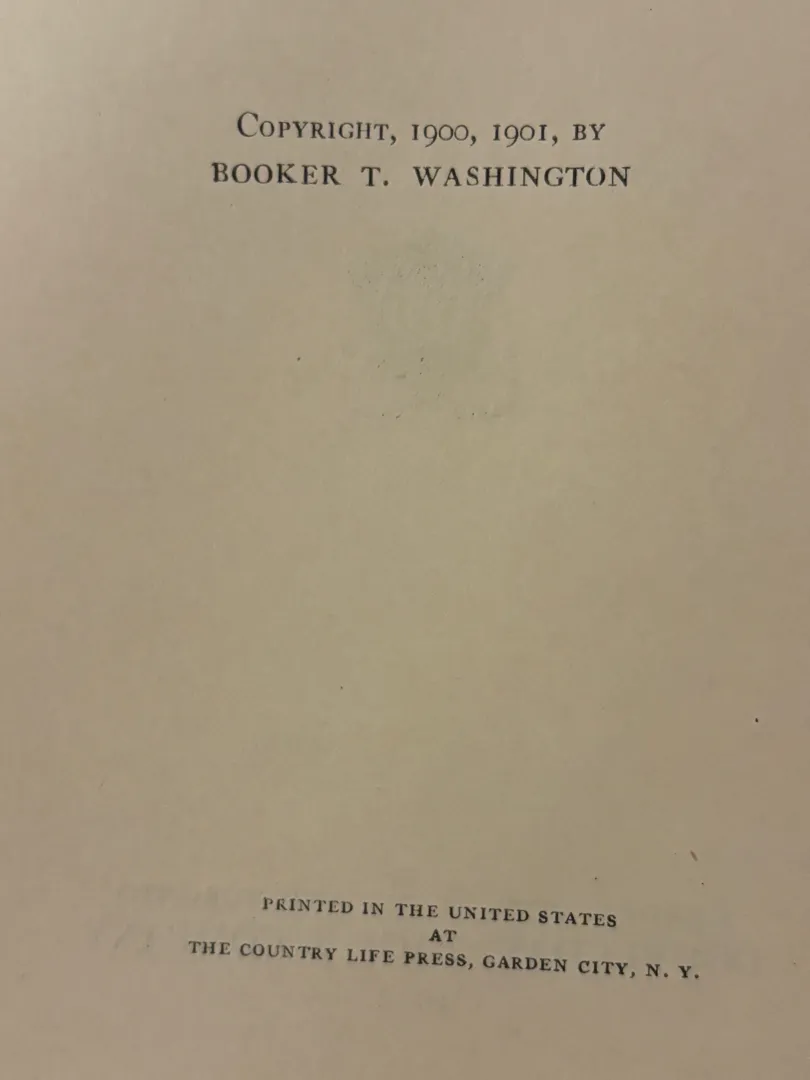 Copyright, 1900, 1901, by
BOOKER T. WASHINGTON
PRINTED IN THE UNITED STATES
AT
THE COUNTRY LIFE PRESS, GARDEN CITY, N. Y.